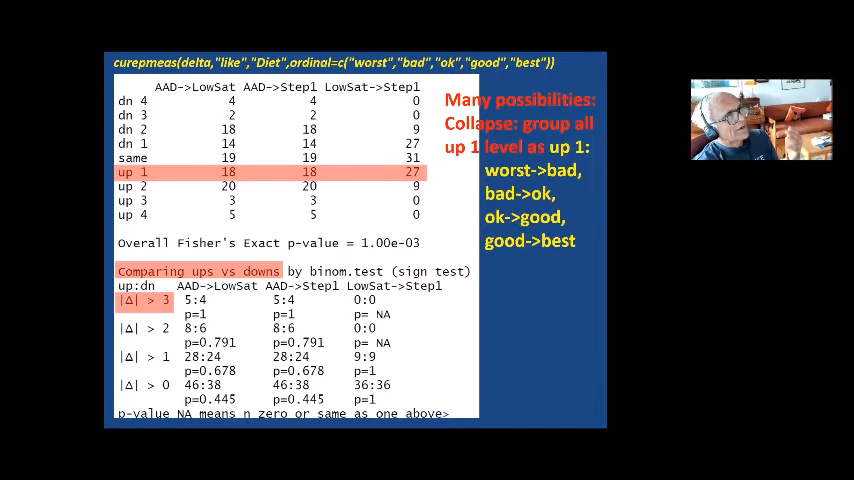 curepmeas(delta,"like","Diet",ordinal=c("worst","bad","ok","good","best"))
AAD->LowSat AAD->Step1 LowSat->Step1
dn 4 4 4 0
dn 3 2 2 0
dn 2 18 18 9
dn 1 14 14 27
same 19 19 31
up 1 18 18 27
up 2 20 20 9
up 3 3 3 0
up 4 5 5 0
Overall Fisher's Exact p-value = 1.00e-03
Comparing ups vs downs by binom.test (sign test)
up:dn AAD->LowSat AAD->Step1 LowSat->Step1
|Δ| > 3 5:4 5:4 0:0
p=1 p=1 p= NA
|Δ| > 2 8:6 8:6 0:0
p=0.791 p=0.791 p= NA
|Δ| > 1 28:24 28:24 9:9
p=0.678 p=0.678 p=1
|Δ| > 0 46:38 46:38 36:36
p=0.445 p=0.445 p=1
p-value NA means n zero or same as one above>
Many possibilities:
Collapse: group all
up 1 level as up 1:
worst->bad,
bad->ok,
ok->good,
good->best